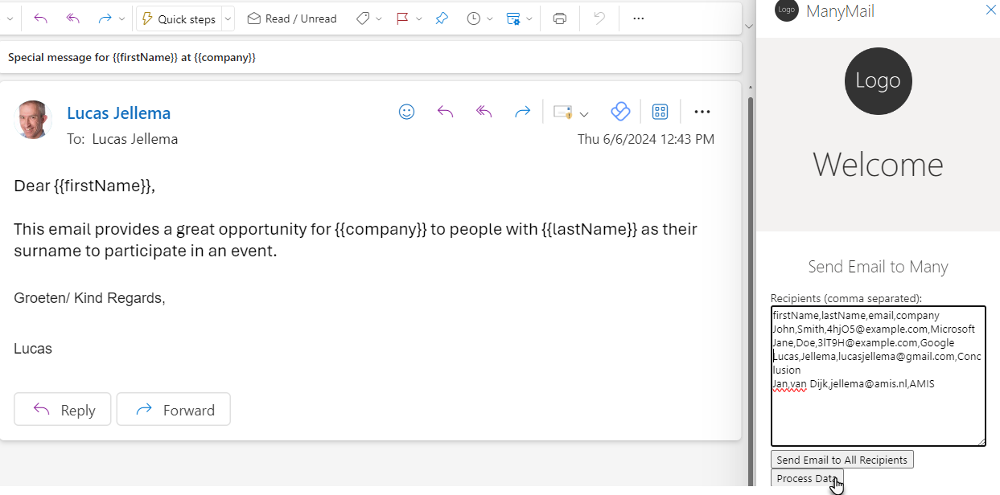 Quick steps
Read / Unread
Special message for {{firstName}} at {{company}}
Lucas Jellema
To: Lucas Jellema
Thu 6/6/2024 12:43 PM
Dear {{firstName}},
This email provides a great opportunity for {{company}} to people with {{lastName}} as their
surname to participate in an event.
Groeten/ Kind Regards,
Lucas
Reply
Forward
Logo
ManyMail
Logo
Welcome
Send Email to Many
Recipients (comma separated):
firstName,lastName,email,company
John,Smith,4hjO5@example.com,Microsoft
Jane,Doe,3lT9H@example.com,Google
Lucas,Jellema,lucasjellema@gmail.com,Conc
lusion
Jan,van Dijk,jellema@amis.nl,AMIS
Send Email to All Recipients
Process Data